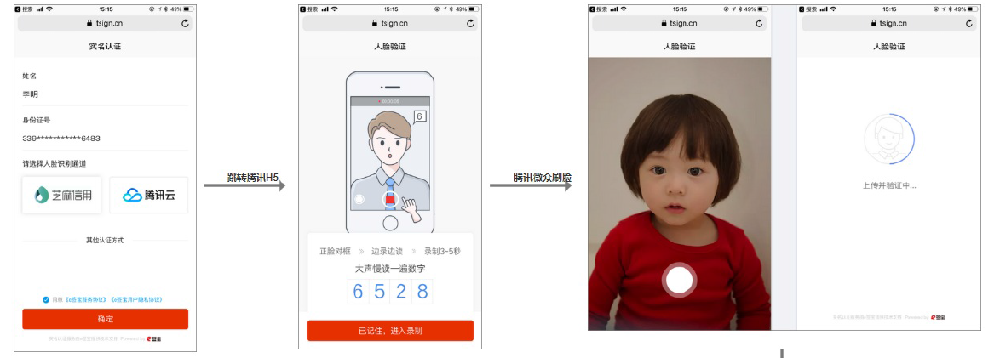 搜索 15:15 49%
tsign.cn
实名认证
姓名
李明
身份证号
339***********6483
请选择人脸识别通道
芝麻信用 腾讯云
其他认证方式
同意《e签宝服务协议》《e签宝用户隐私协议》
确定
Powered by e签宝
跳转腾讯H5
搜索 15:15 49%
tsign.cn
人脸验证
6
正脸对框 » 边录边读 » 录制3~5秒
大声慢读一遍数字
6 5 2 8
已记住，进入录制
腾讯微众刷脸
搜索 15:15 49%
tsign.cn
人脸验证
搜索 15:15 49%
tsign.cn
人脸验证
上传并验证中...
Powered by e签宝